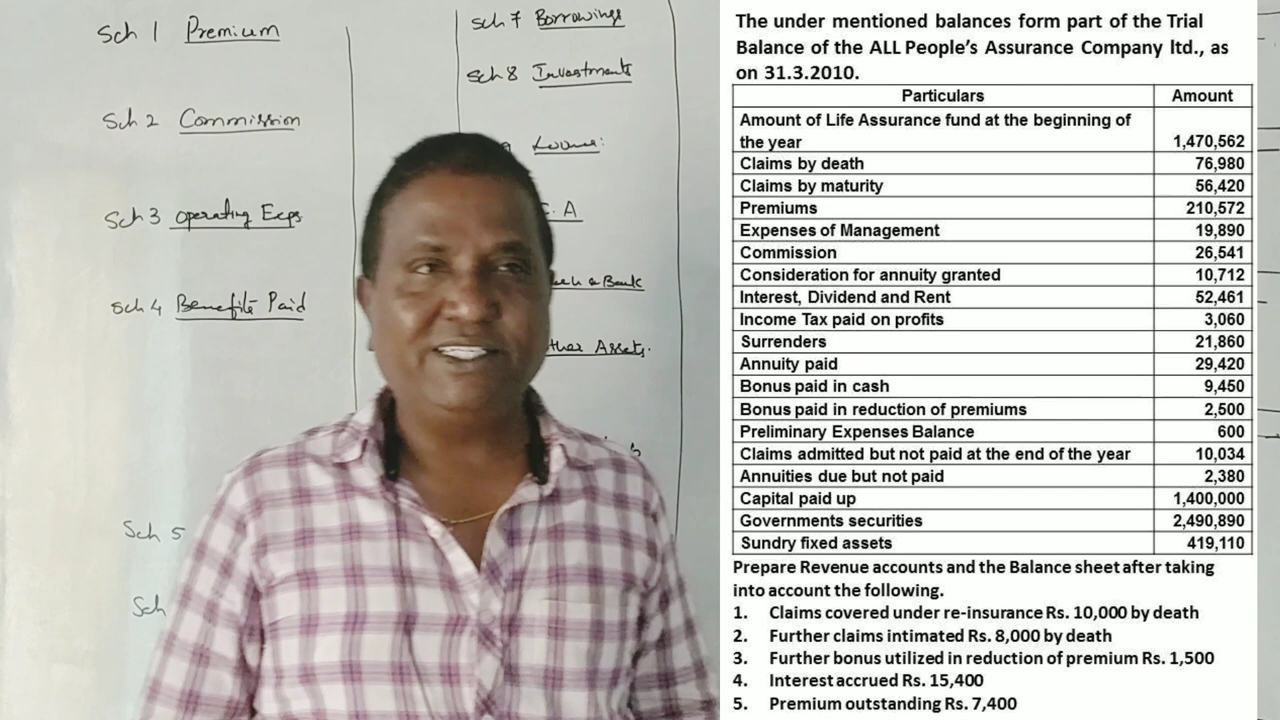 Sch 1 Premium
Sch 2 Commission
Sch 3 Operating Exps
Sch 4 Benefits Paid
Sch 5
Sch
Sch 7 Borrowings
Sch 8 Investments
C.A
Bank
Assets.
The under mentioned balances form part of the Trial
Balance of the ALL People’s Assurance Company ltd., as
on 31.3.2010.
Particulars Amount
Amount of Life Assurance fund at the beginning of
the year 1,470,562
Claims by death 76,980
Claims by maturity 56,420
Premiums 210,572
Expenses of Management 19,890
Commission 26,541
Consideration for annuity granted 10,712
Interest, Dividend and Rent 52,461
Income Tax paid on profits 3,060
Surrenders 21,860
Annuity paid 29,420
Bonus paid in cash 9,450
Bonus paid in reduction of premiums 2,500
Preliminary Expenses Balance 600
Claims admitted but not paid at the end of the year 10,034
Annuities due but not paid 2,380
Capital paid up 1,400,000
Governments securities 2,490,890
Sundry fixed assets 419,110
Prepare Revenue accounts and the Balance sheet after taking
into account the following.
1. Claims covered under re-insurance Rs. 10,000 by death
2. Further claims intimated Rs. 8,000 by death
3. Further bonus utilized in reduction of premium Rs. 1,500
4. Interest accrued Rs. 15,400
5. Premium outstanding Rs. 7,400